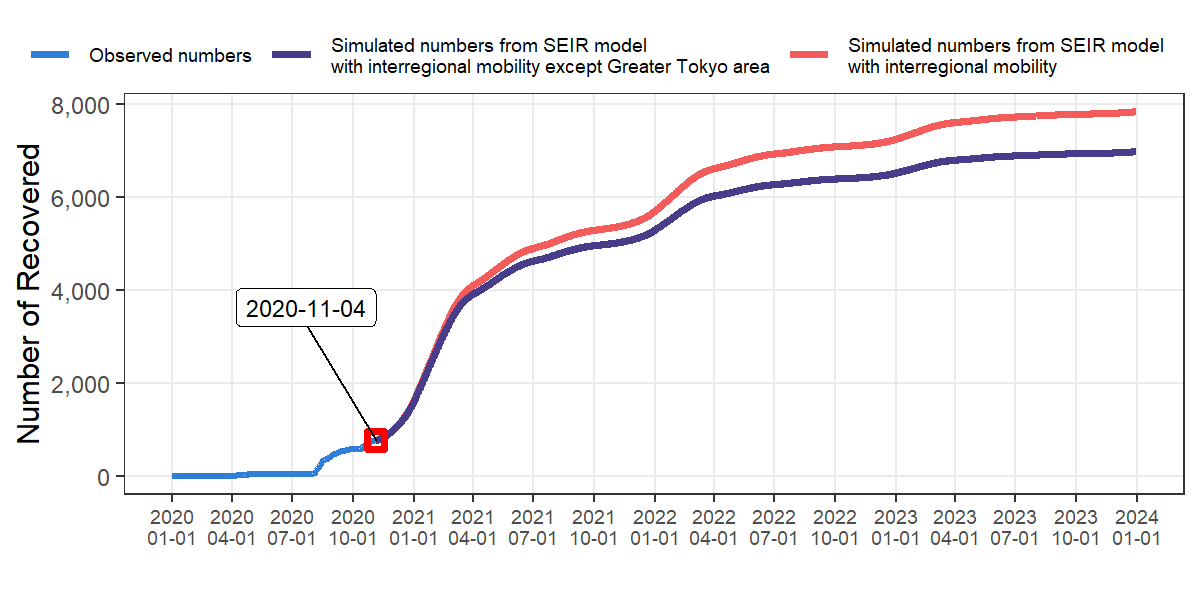 Observed numbers
Simulated numbers from SEIR model
with interregional mobility except Greater Tokyo area
Simulated numbers from SEIR model
with interregional mobility
Number of Recovered
8,000
6,000
4,000
2,000
0
2020-11-04
2020 2020 2020 2020 2021 2021 2021 2021 2022 2022 2022 2022 2023 2023 2023 2023 2024
01-01 04-01 07-01 10-01 01-01 04-01 07-01 10-01 01-01 04-01 07-01 10-01 01-01 04-01 07-01 10-01 01-01